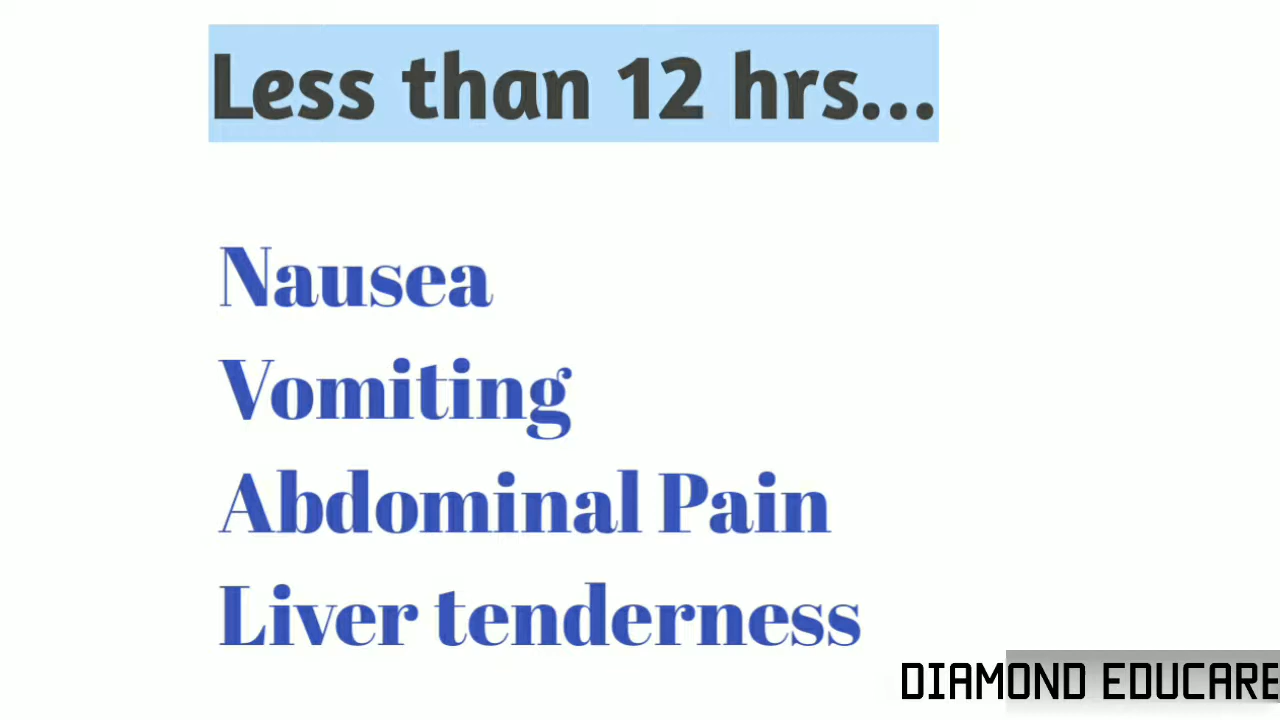 Less than 12 hrs...
Nausea
Vomiting
Abdominal Pain
Liver tenderness
DIAMOND EDUCARE